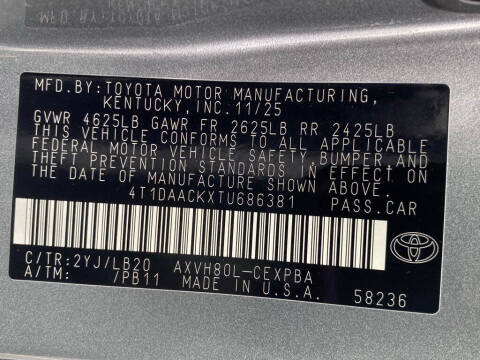 MFD.BY:TOYOTA MOTOR MANUFACTURING,
KENTUCKY,INC.11/25
GVWR 4625LB GAWR FR 2625LB RR 2425LB
THIS VEHICLE CONFORMS TO ALL APPLICABLE
FEDERAL MOTOR VEHICLE SAFETY,BUMPER AND
THEFT PREVENTION STANDARDS IN EFFECT ON
THE DATE OF MANUFACTURE SHOWN ABOVE.
4T1DAACKXTU686381 PASS.CAR
C/TR:2YJ/LB20 AXVH80L-CEXPBA
A/TM: /PB11 MADE IN U.S.A. 58236